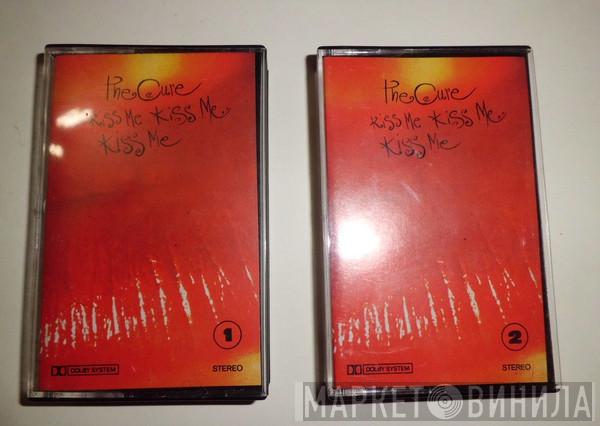 The Cure
Kiss Me Kiss Me
Kiss Me
1
DOLBY SYSTEM
STEREO
The Cure
Kiss Me Kiss Me
Kiss Me
2
DOLBY SYSTEM
STEREO
МАРКЕТ ВИНИЛА